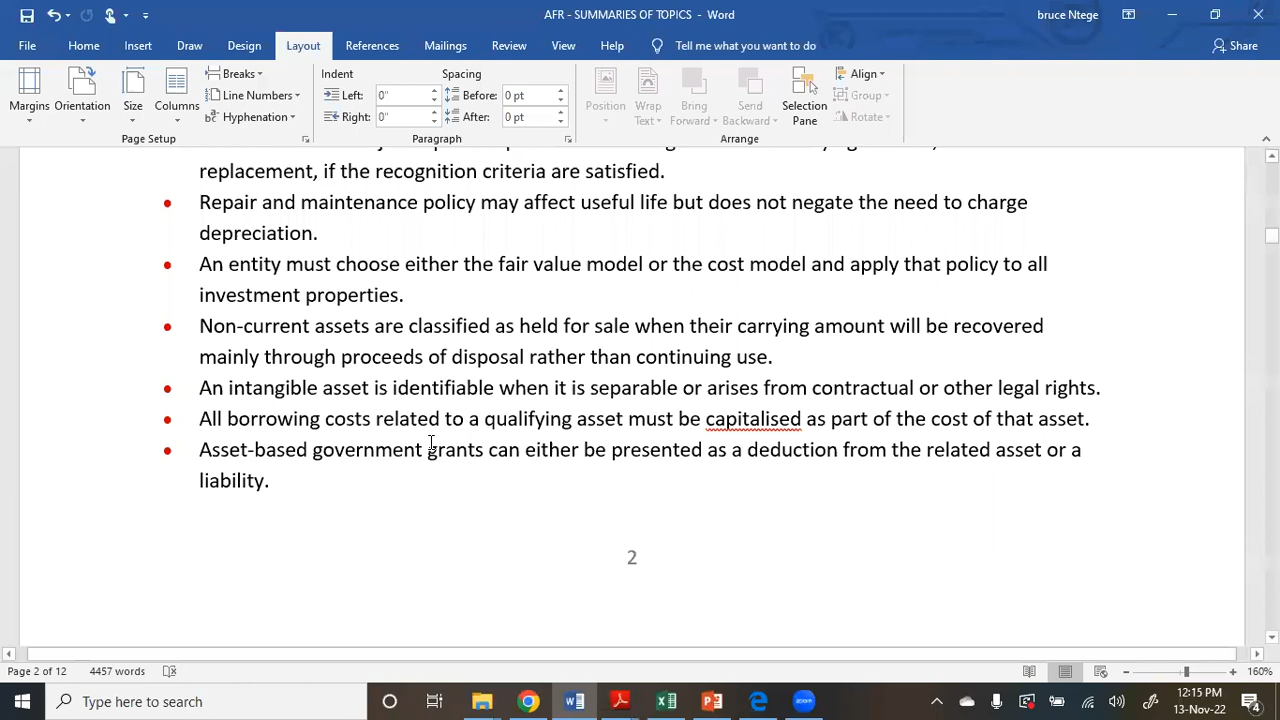 AFR - SUMMARIES OF TOPICS - Word
bruce Ntege
File Home Insert Draw Design Layout References Mailings Review View Help Tell me what you want to do Share
Margins
Orientation
Size
Columns
Breaks
Line Numbers
Hyphenation
Page Setup
Indent
Left: 0"
Right: 0"
Spacing
Before: 0 pt
After: 0 pt
Paragraph
Position
Wrap Text
Bring Forward
Send Backward
Selection Pane
Align
Group
Rotate
Arrange
replacement, if the recognition criteria are satisfied.
• Repair and maintenance policy may affect useful life but does not negate the need to charge
depreciation.
• An entity must choose either the fair value model or the cost model and apply that policy to all
investment properties.
• Non-current assets are classified as held for sale when their carrying amount will be recovered
mainly through proceeds of disposal rather than continuing use.
• An intangible asset is identifiable when it is separable or arises from contractual or other legal rights.
• All borrowing costs related to a qualifying asset must be capitalised as part of the cost of that asset.
• Asset-based government grants can either be presented as a deduction from the related asset or a
liability.
2
Page 2 of 12 4457 words 160%
Type here to search
zoom
12:15 PM
13-Nov-22
4